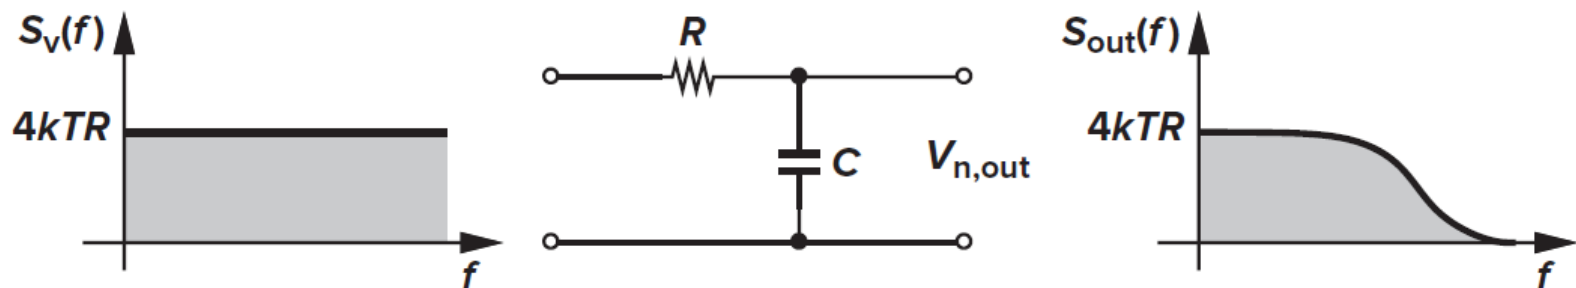 Sv(f)
4kTR
f
R
C
Vn,out
Sout(f)
4kTR
f